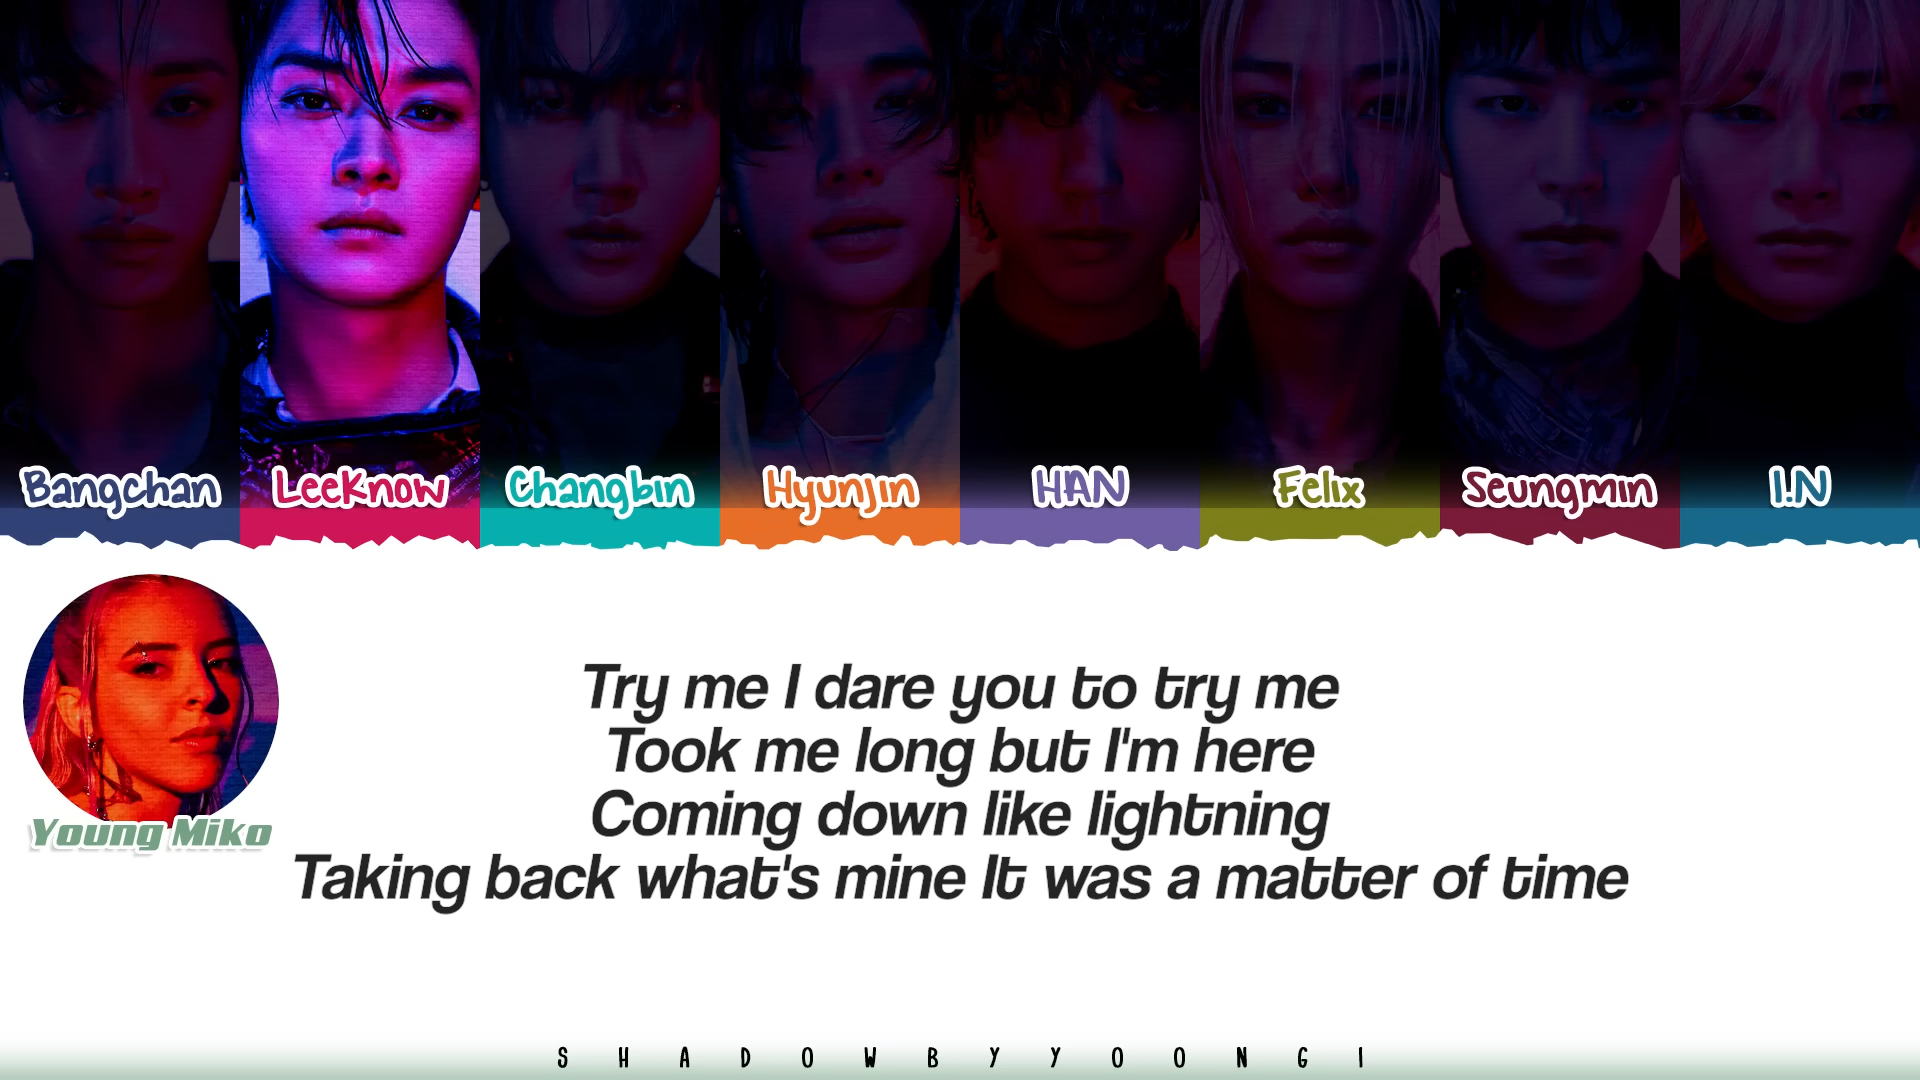 Bangchan LeeKnow Changbin Hyunjin HAN Felix Seungmin I.N
Young Miko
Try me I dare you to try me
Took me long but I'm here
Coming down like lightning
Taking back what's mine It was a matter of time
SHADOWBYYOONGI